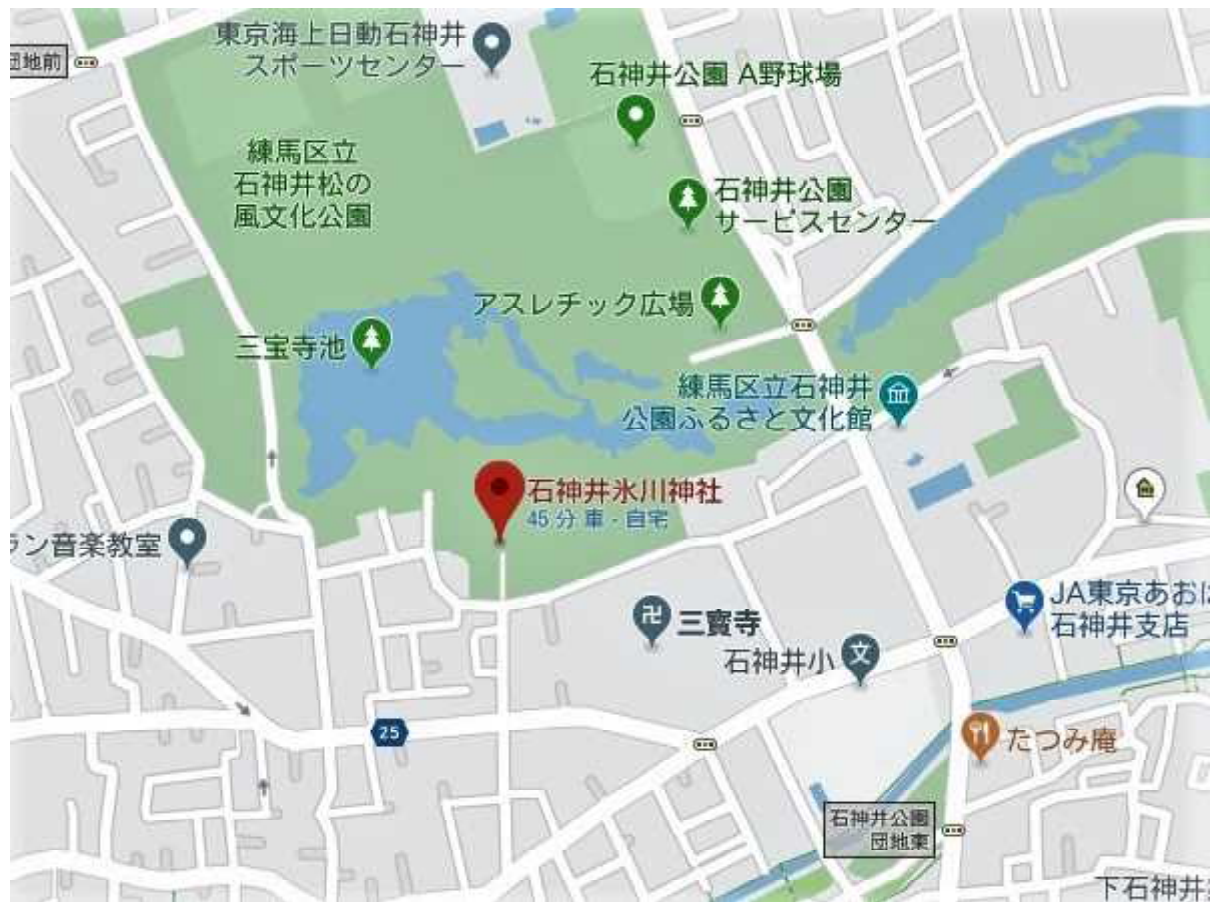 東京海上日動石神井
スポーツセンター
団地前
石神井公園 A野球場
練馬区立
石神井松の
風文化公園
石神井公園
サービスセンター
アスレチック広場
三宝寺池
練馬区立石神井
公園ふるさと文化館
石神井氷川神社
45 分 車 - 自宅
ラン音楽教室
三寳寺
石神井小
文
JA東京あおば
石神井支店
25
たつみ庵
石神井公園
団地東
下石神井